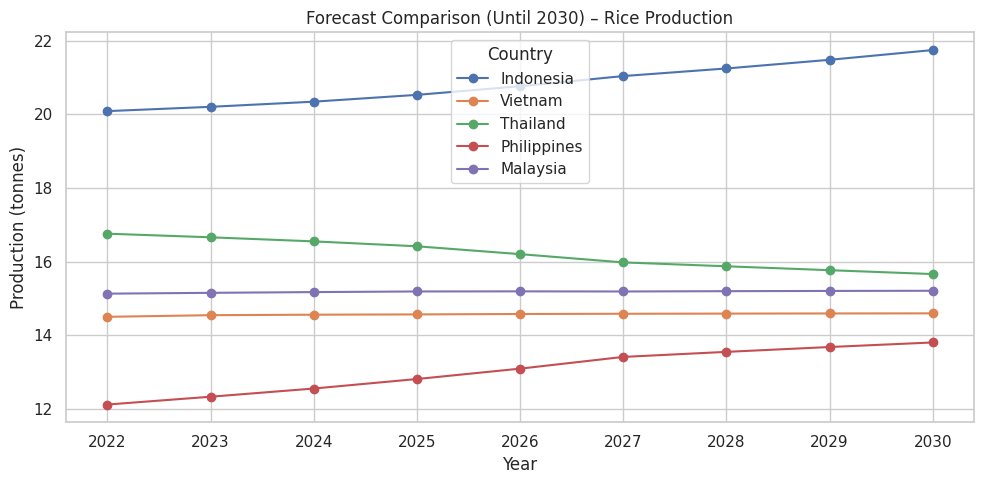 Forecast Comparison (Until 2030) – Rice Production
Country
Indonesia
Vietnam
Thailand
Philippines
Malaysia
Production (tonnes)
22
20
18
16
14
12
2022 2023 2024 2025 2026 2027 2028 2029 2030
Year